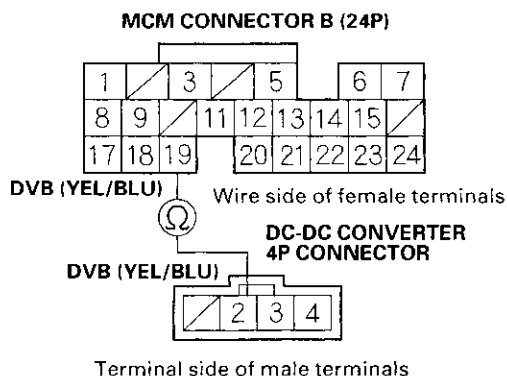 MCM CONNECTOR B (24P)
1 3 5 6 7
8 9 11 12 13 14 15
17 18 19 20 21 22 23 24
DVB (YEL/BLU)
Wire side of female terminals
Ω
DC-DC CONVERTER
4P CONNECTOR
DVB (YEL/BLU)
2 3 4
Terminal side of male terminals